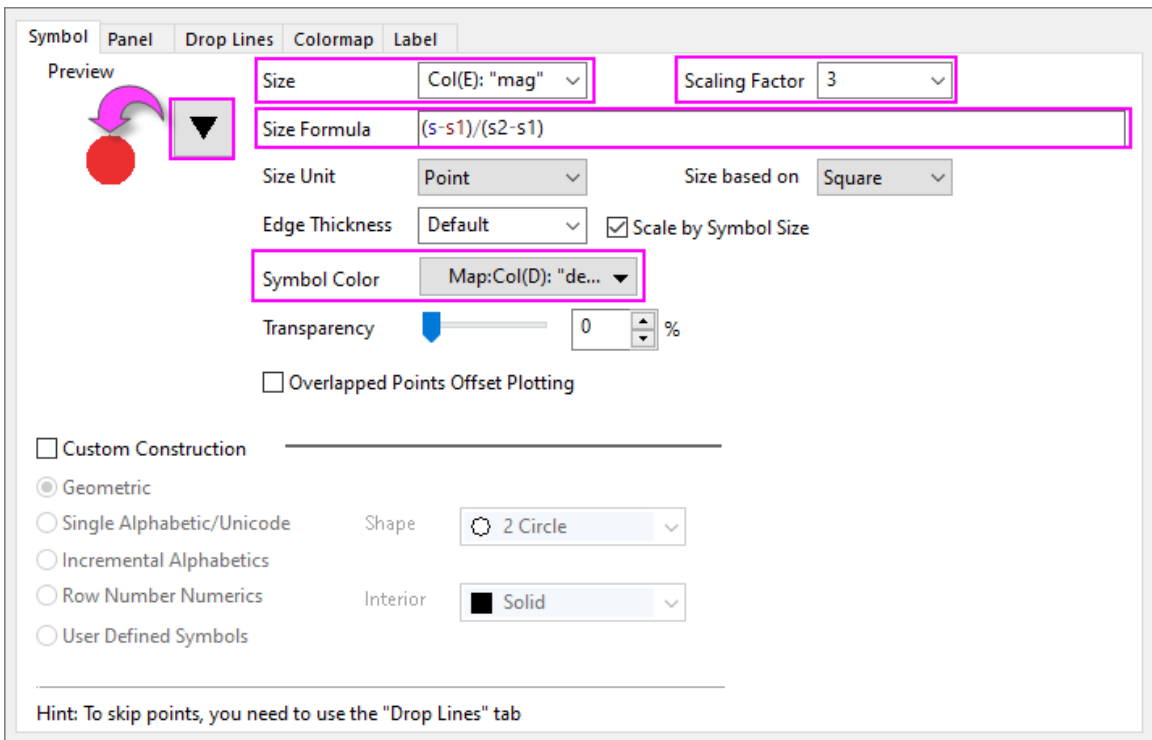 Symbol Panel Drop Lines Colormap Label
Preview
Size Col(E): "mag" Scaling Factor 3
Size Formula (s-s1)/(s2-s1)
Size Unit Point Size based on Square
Edge Thickness Default Scale by Symbol Size
Symbol Color Map:Col(D): "de...
Transparency 0 %
Overlapped Points Offset Plotting
Custom Construction
Geometric
Single Alphabetic/Unicode Shape 2 Circle
Incremental Alphabetics
Row Number Numerics Interior Solid
User Defined Symbols
Hint: To skip points, you need to use the "Drop Lines" tab